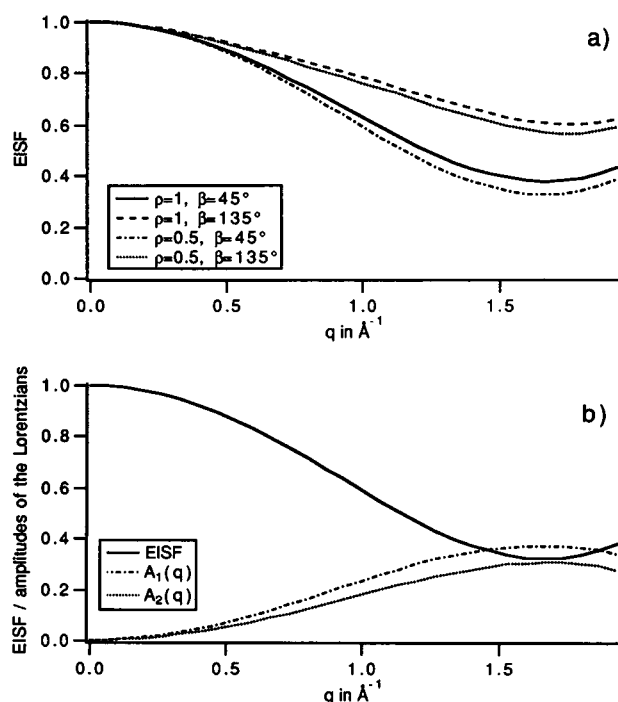 a)
1.0
0.8
0.6
0.4
0.2
0.0
EISF
ρ=1, β=45°
ρ=1, β=135°
ρ=0.5, β=45°
ρ=0.5, β=135°
0.0 0.5 1.0 1.5
q in Å⁻¹
b)
1.0
0.8
0.6
0.4
0.2
0.0
EISF / amplitudes of the Lorentzians
EISF
A₁(q)
A₂(q)
0.0 0.5 1.0 1.5
q in Å⁻¹